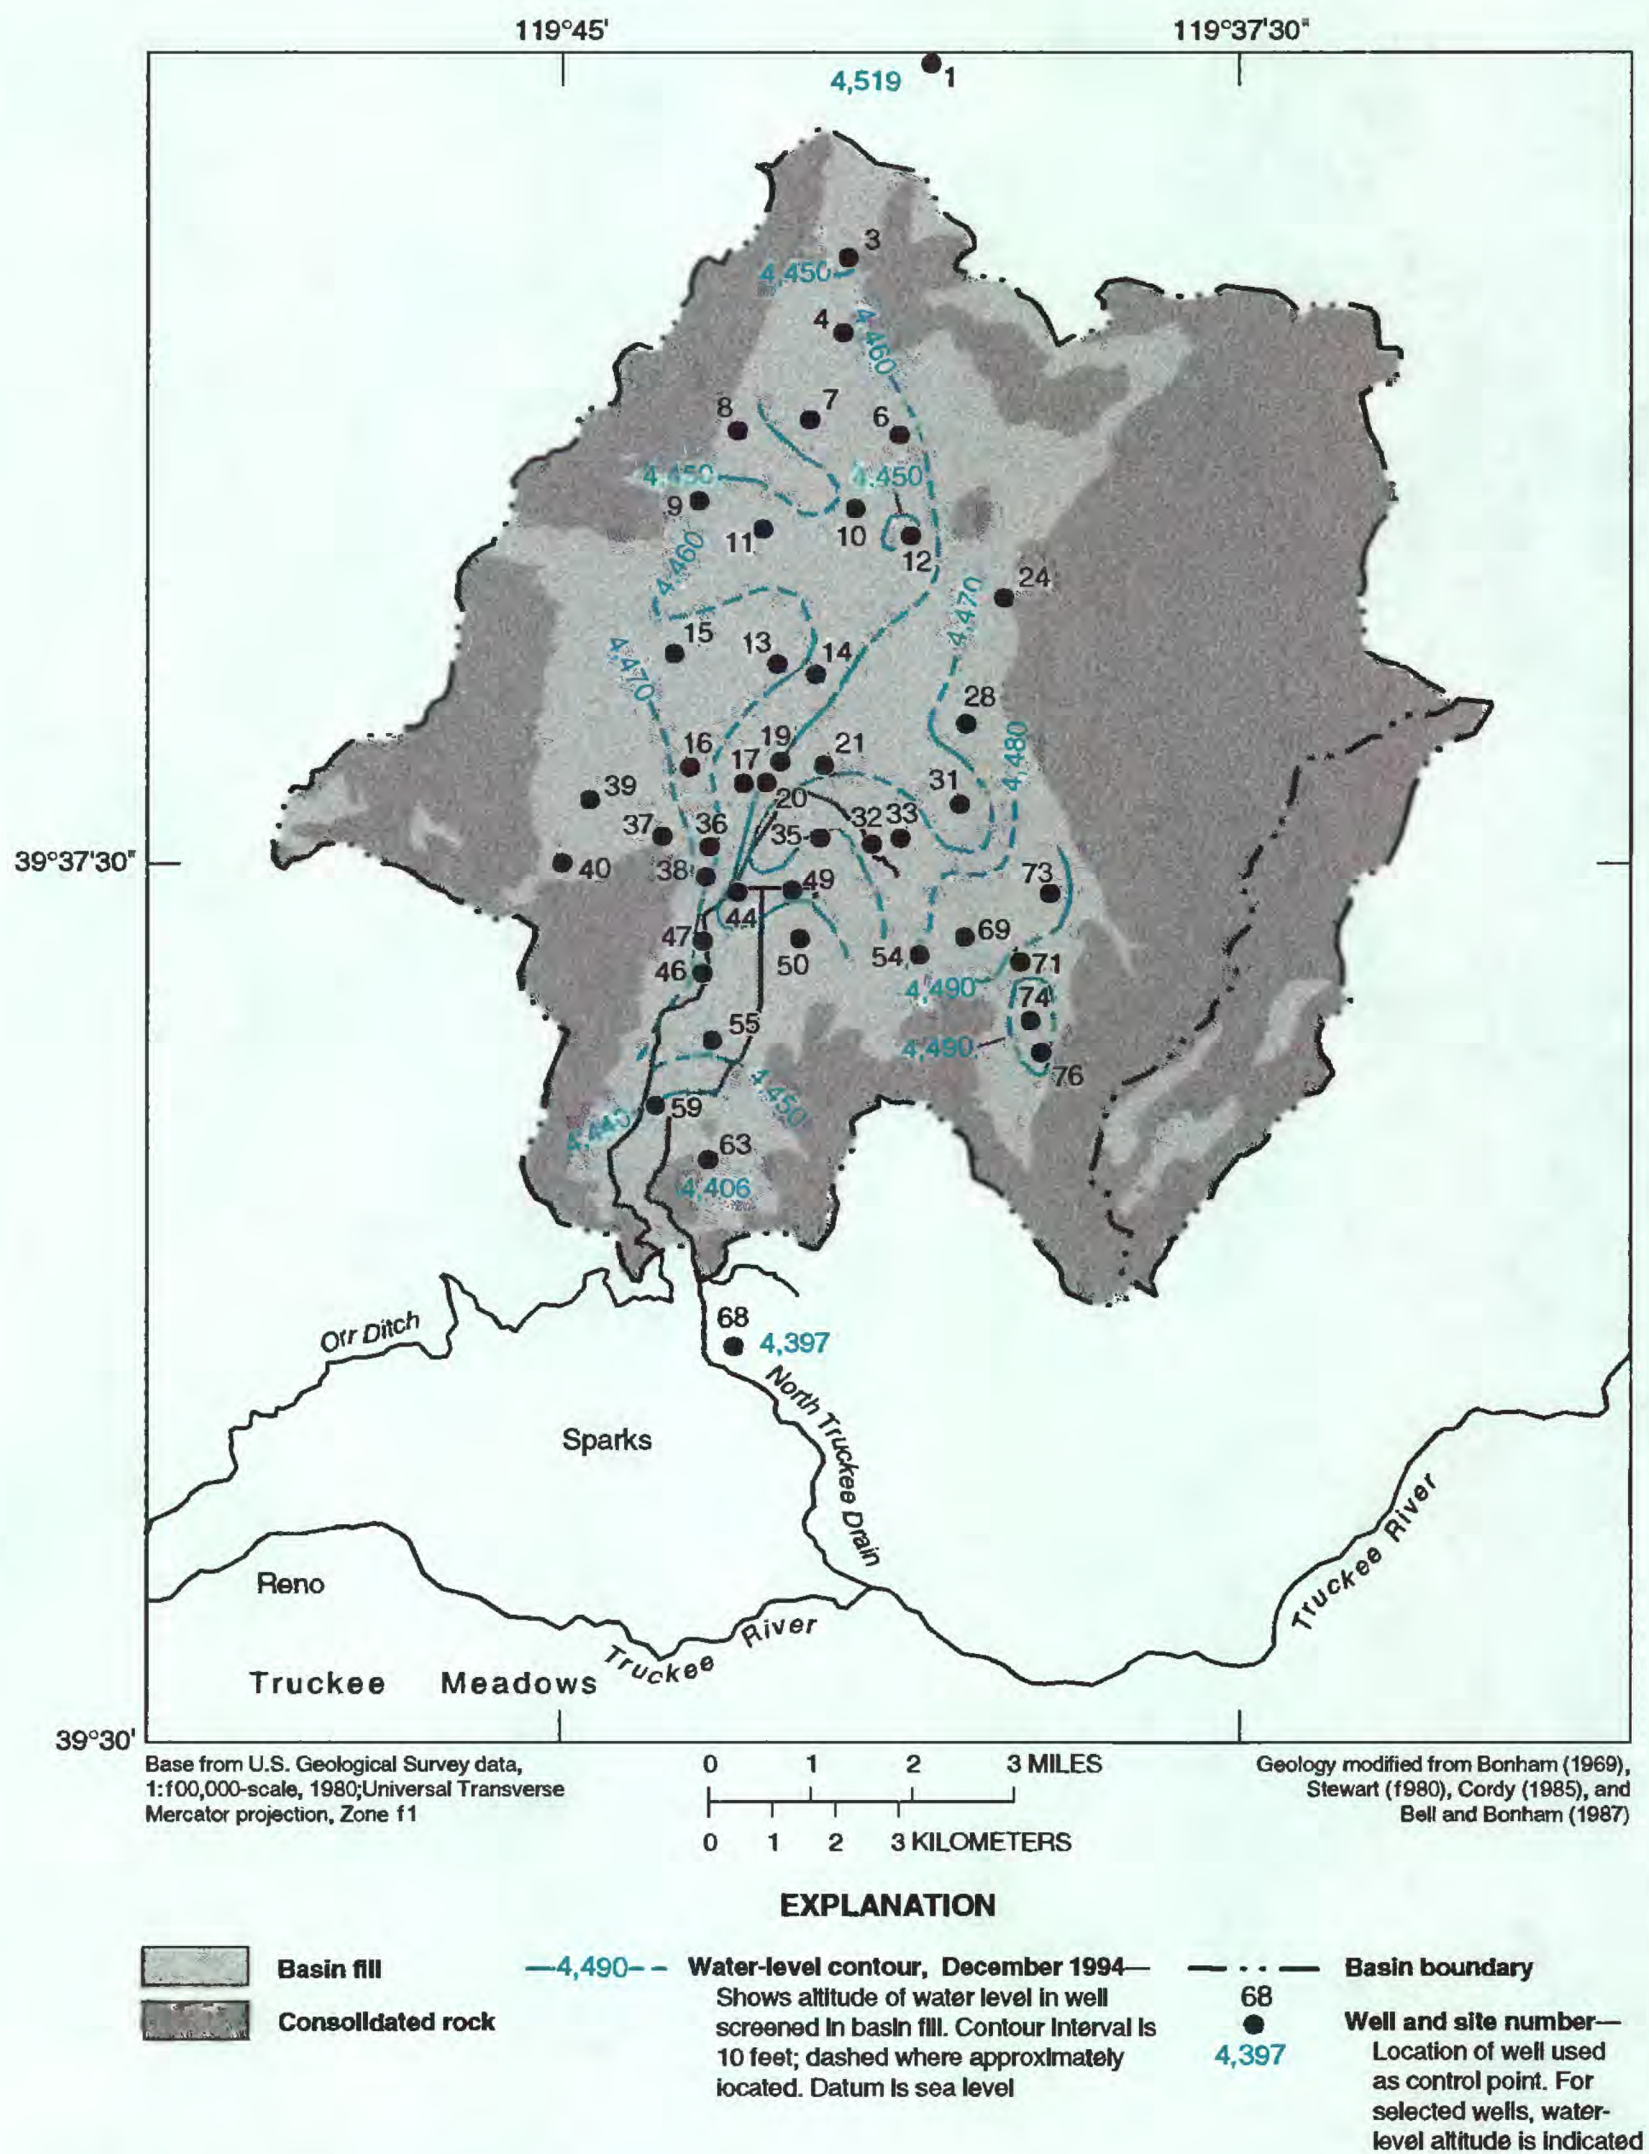 119°45'
119°37'30"
4,519
1
3
4,450
4
4,460
8
7
6
4,450
4,450
9
11
10
12
4,460
24
4,470
15
13
14
4,470
28
4,480
16
17
19
21
39
20
31
37
36
35
32
33
39°37'30"
40
38
73
49
44
47
69
50
54
71
46
4,490
74
55
4,490
76
4,450
59
4,440
63
4,406
68
Orr Ditch
4,397
North Truckee Drain
Sparks
Truckee River
Reno
Truckee River
Truckee Meadows
39°30'
Base from U.S. Geological Survey data,
1:f00,000-scale, 1980;Universal Transverse
Mercator projection, Zone f1
0 1 2 3 MILES
0 1 2 3 KILOMETERS
Geology modified from Bonham (1969),
Stewart (f980), Cordy (1985), and
Bell and Bonham (1987)
EXPLANATION
Basin fill
Consolidated rock
4,490
Water-level contour, December 1994—
Shows altitude of water level in well
screened in basin fill. Contour Interval is
10 feet; dashed where approximately
located. Datum is sea level
Basin boundary
68
4,397
Well and site number—
Location of well used
as control point. For
selected wells, water-
level altitude is indicated